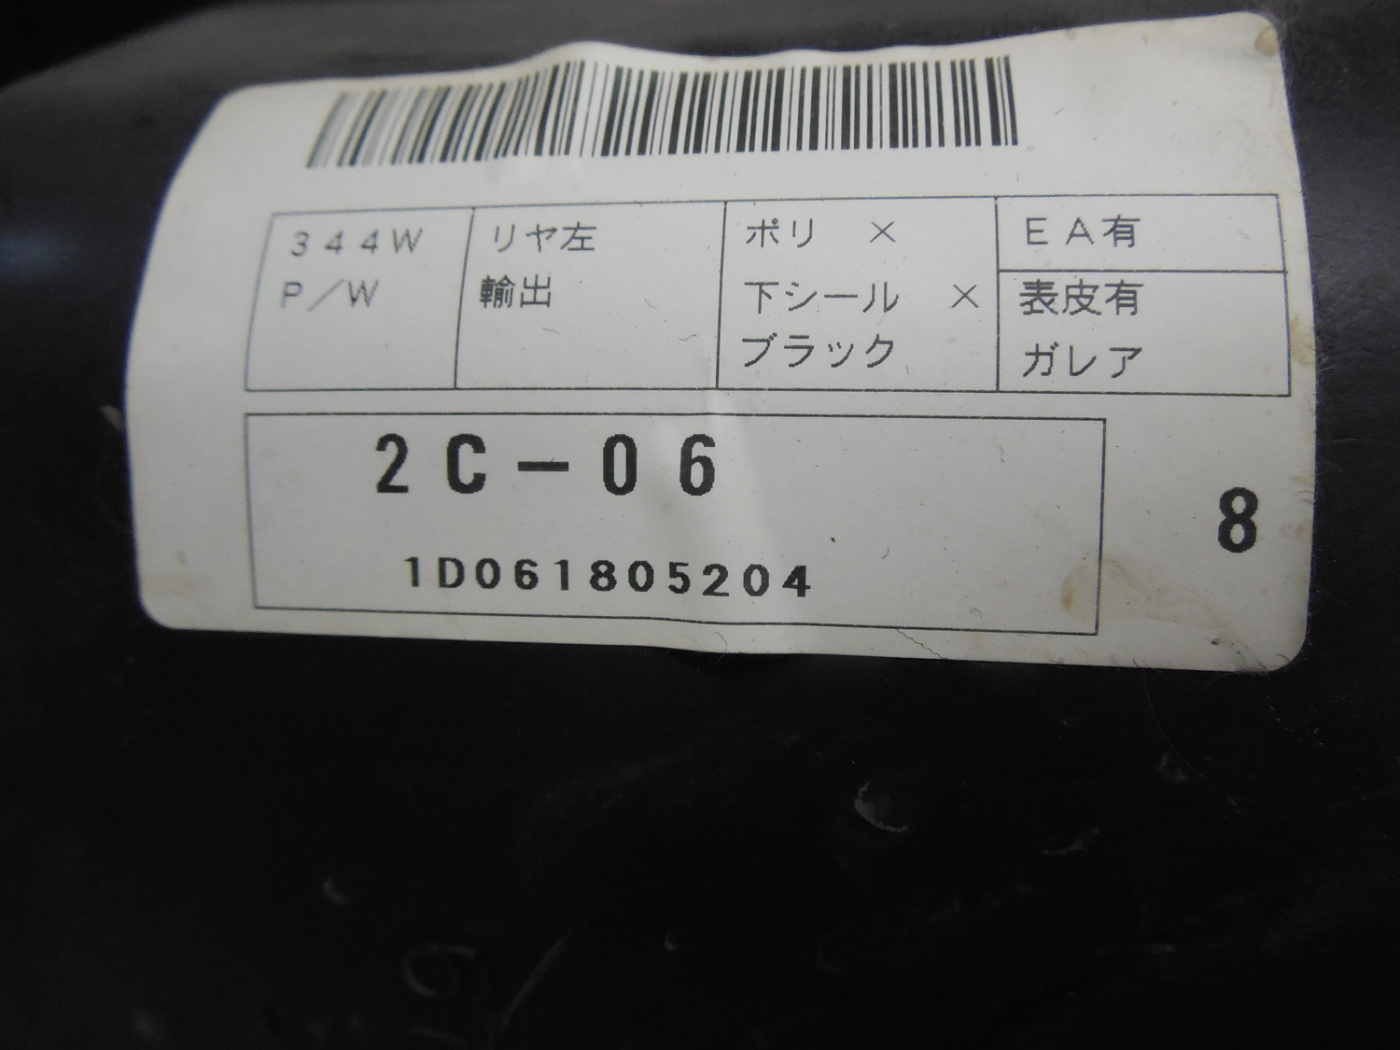 344W
P/W
リヤ左
輸出
ポリ ×
下シール ×
ブラック
EA有
表皮有
ガレア
2C-06
1D061805204
8